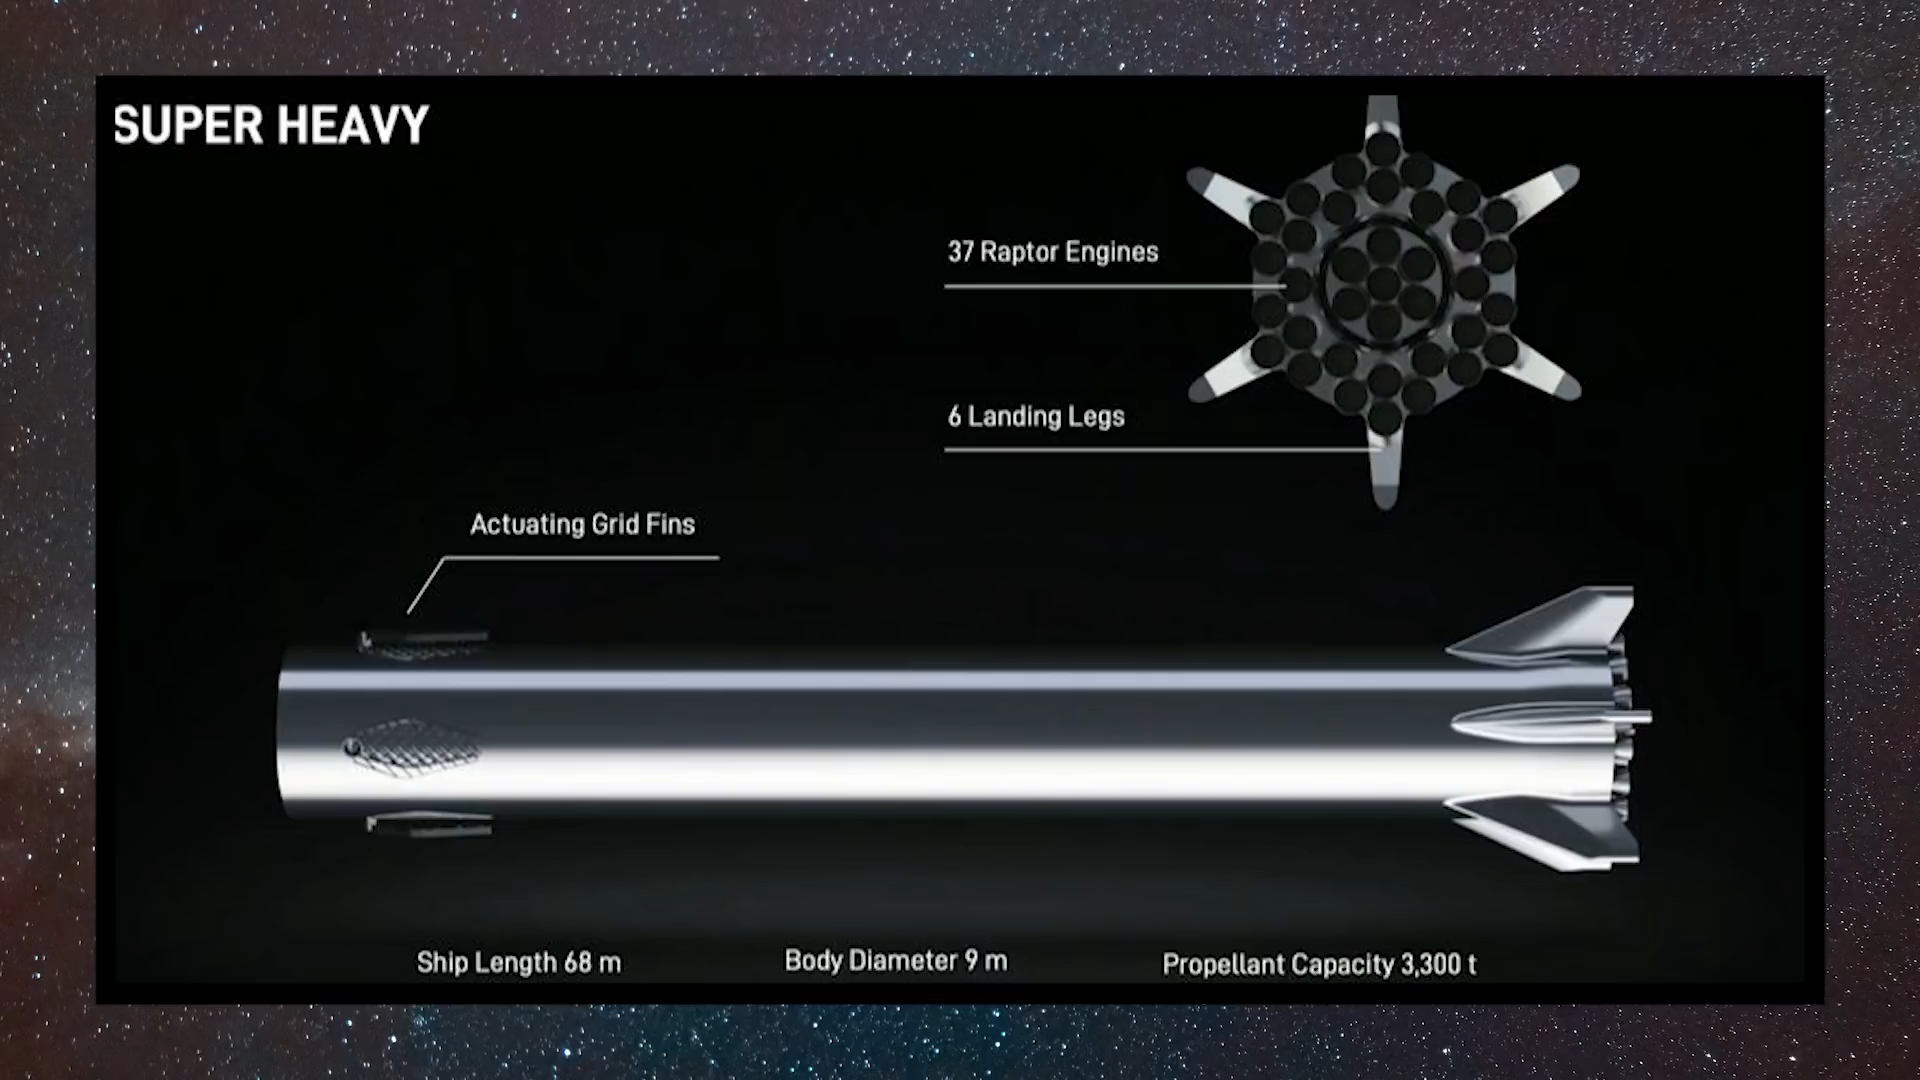 SUPER HEAVY
37 Raptor Engines
6 Landing Legs
Actuating Grid Fins
Ship Length 68 m
Body Diameter 9 m
Propellant Capacity 3,300 t